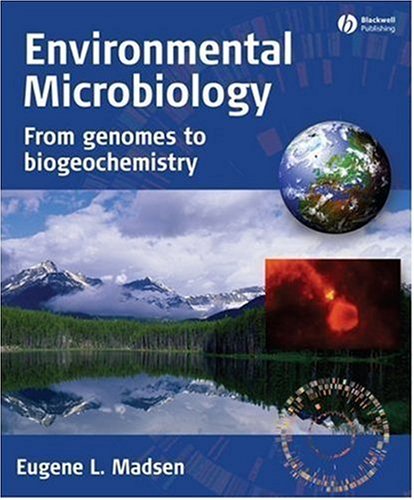 Blackwell
Publishing
Environmental
Microbiology
From genomes to
biogeochemistry
Eugene L. Madsen